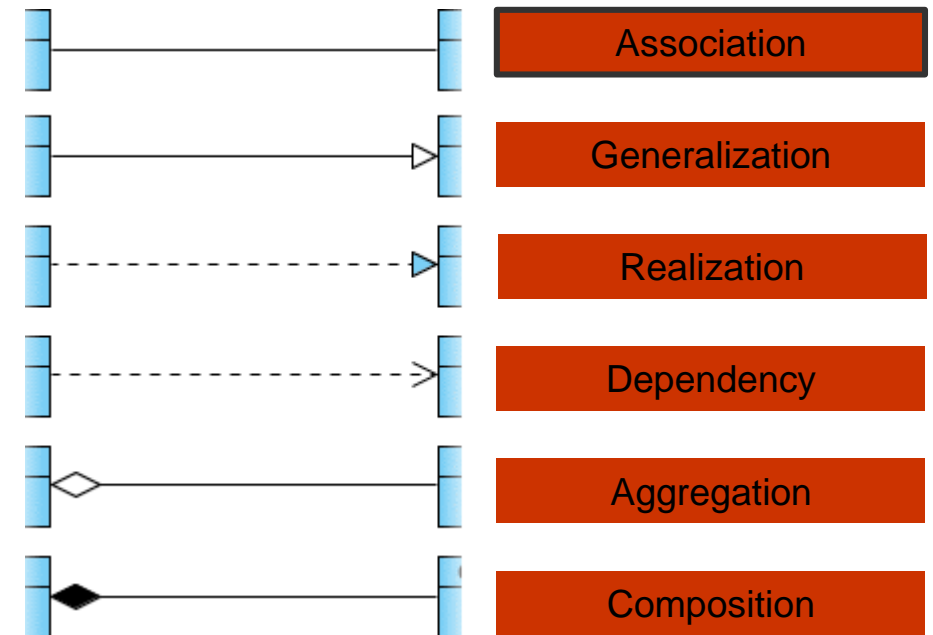 Association
Generalization
Realization
Dependency
Aggregation
Composition